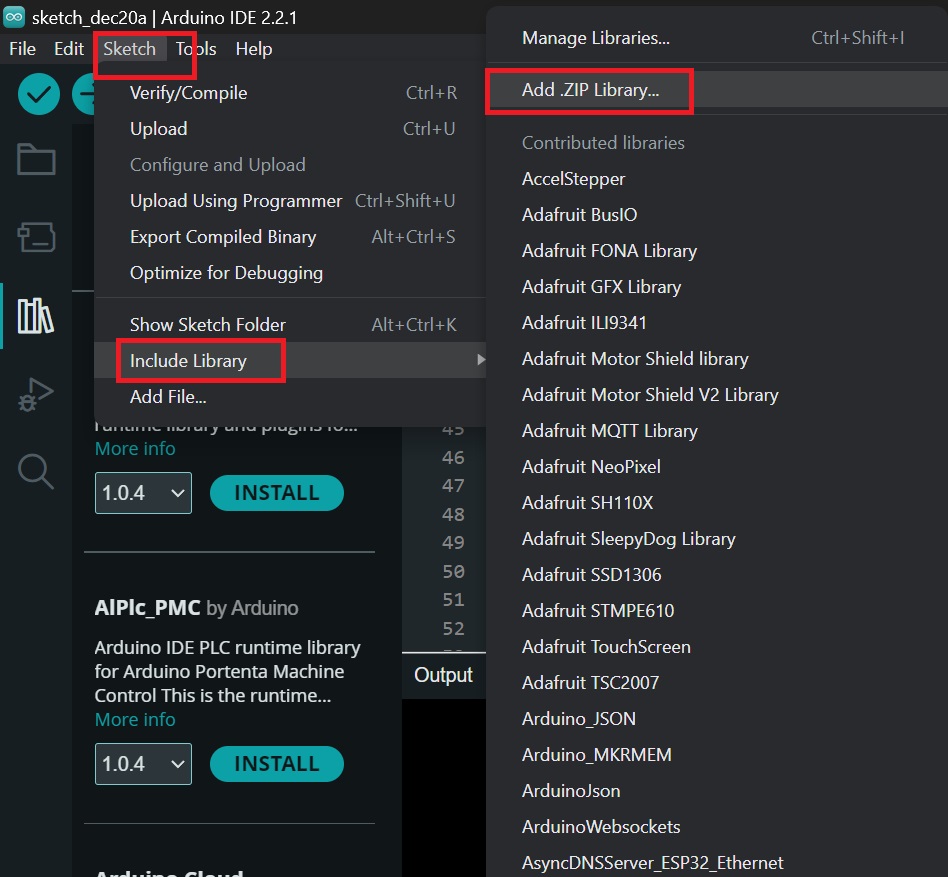 sketch_dec20a | Arduino IDE 2.2.1
File Edit Sketch Tools Help
Verify/Compile Ctrl+R
Upload Ctrl+U
Configure and Upload
Upload Using Programmer Ctrl+Shift+U
Export Compiled Binary Alt+Ctrl+S
Optimize for Debugging
Show Sketch Folder Alt+Ctrl+K
Include Library
Add File...
runtime library and plugins fo...
More info
1.0.4 INSTALL
AlPlc_PMC by Arduino
Arduino IDE PLC runtime library
for Arduino Portenta Machine
Control This is the runtime...
More info
1.0.4 INSTALL
Arduino Cloud
45
46
47
48
49
50
51
52
Output
Manage Libraries... Ctrl+Shift+I
Add .ZIP Library...
Contributed libraries
AccelStepper
Adafruit BusIO
Adafruit FONA Library
Adafruit GFX Library
Adafruit ILI9341
Adafruit Motor Shield library
Adafruit Motor Shield V2 Library
Adafruit MQTT Library
Adafruit NeoPixel
Adafruit SH110X
Adafruit SleepyDog Library
Adafruit SSD1306
Adafruit STMPE610
Adafruit TouchScreen
Adafruit TSC2007
Arduino_JSON
Arduino_MKRMEM
ArduinoJson
ArduinoWebsockets
AsyncDNSServer_ESP32_Ethernet